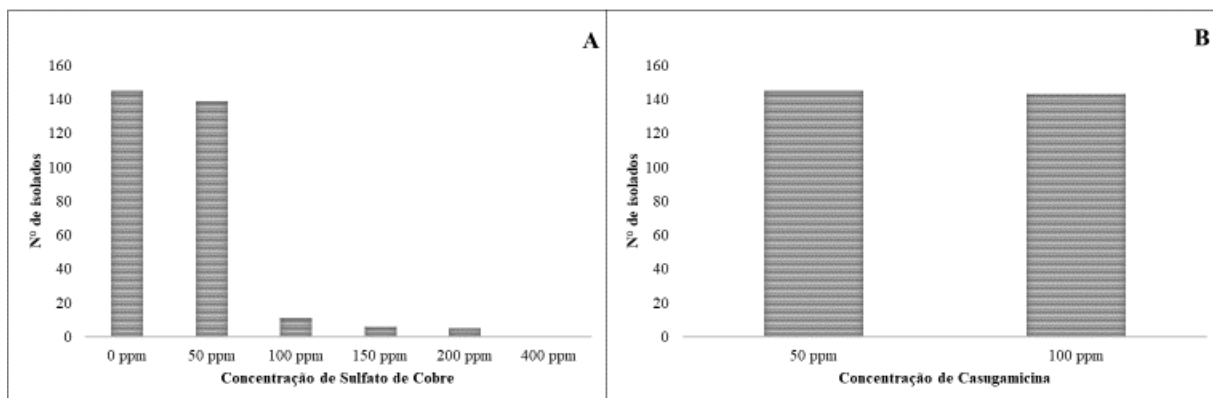 A
160
140
120
100
80
60
40
20
0
Nº de isolados
0 ppm 50 ppm 100 ppm 150 ppm 200 ppm 400 ppm
Concentração de Sulfato de Cobre
B
160
140
120
100
80
60
40
20
0
Nº de isolados
50 ppm 100 ppm
Concentração de Casugamicina